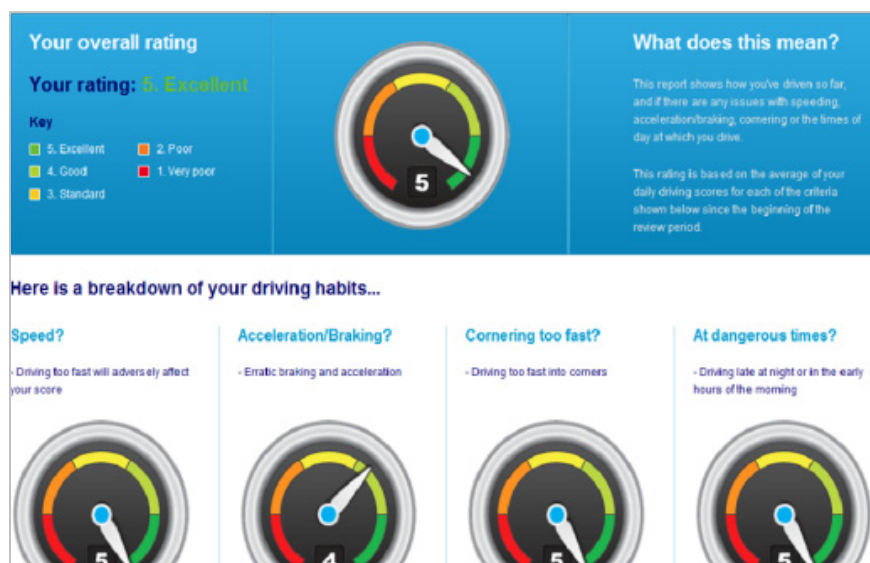 Your overall rating
Your rating: 5. Excellent
Key
5. Excellent
2. Poor
4. Good
1. Very poor
3. Standard
5
What does this mean?
This report shows how you've driven so far,
and if there are any issues with speeding,
acceleration/braking, cornering or the times of
day at which you drive.
This rating is based on the average of your
daily driving scores for each of the criteria
shown below since the beginning of the
review period.
Here is a breakdown of your driving habits...
Speed?
- Driving too fast will adversely affect
your score
5
Acceleration/Braking?
- Erratic braking and acceleration
4
Cornering too fast?
- Driving too fast into corners
5
At dangerous times?
- Driving late at night or in the early
hours of the morning
5